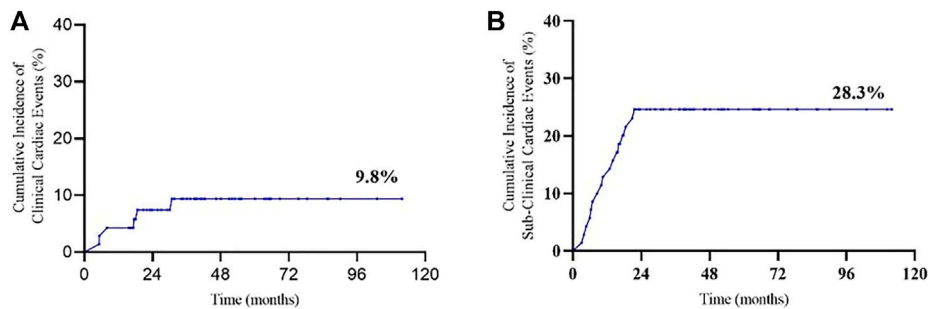 A
Cumulative Incidence of
Clinical Cardiac Events (%)
40
30
20
10
0
9.8%
0 24 48 72 96 120
Time (months)
B
Cumulative Incidence of
Sub-Clinical Cardiac Events (%)
40
30
20
10
0
28.3%
0 24 48 72 96 120
Time (months)